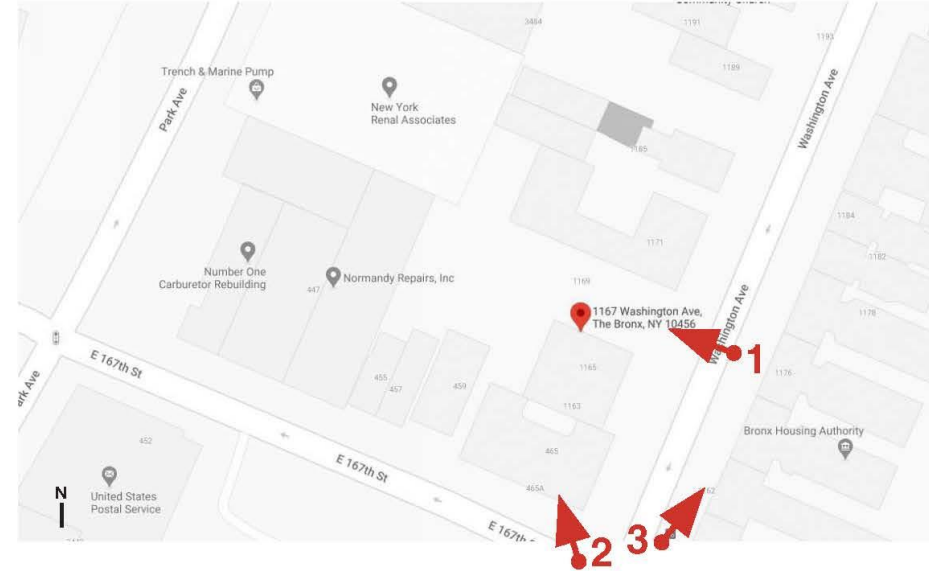 3464
1191
1193
1189
Trench & Marine Pump
New York
Renal Associates
Park Ave
Washington Ave
1185
1184
1171
1182
Number One
Carburetor Rebuilding
447
Normandy Repairs, Inc
1169
1167 Washington Ave,
The Bronx, NY 10456
Washington Ave
1178
1
E 167th St
455
457
459
1165
1176
1163
Bronx Housing Authority
452
465
E 167th St
465A
United States
Postal Service
N
2
3